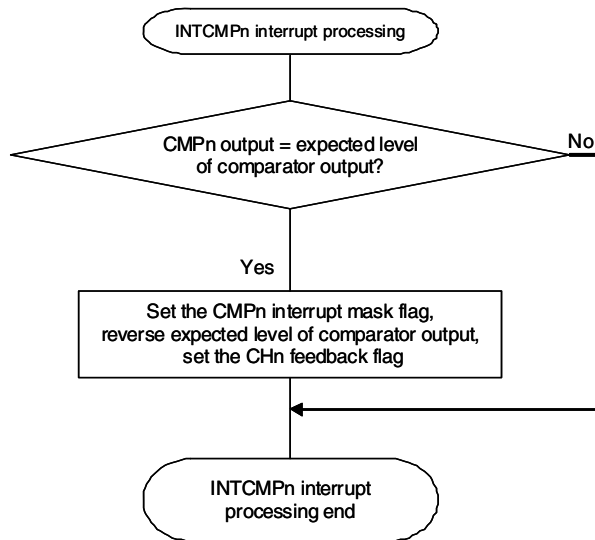 INTCMPn interrupt processing
CMPn output = expected level
of comparator output?
No
Yes
Set the CMPn interrupt mask flag,
reverse expected level of comparator output,
set the CHn feedback flag
INTCMPn interrupt
processing end